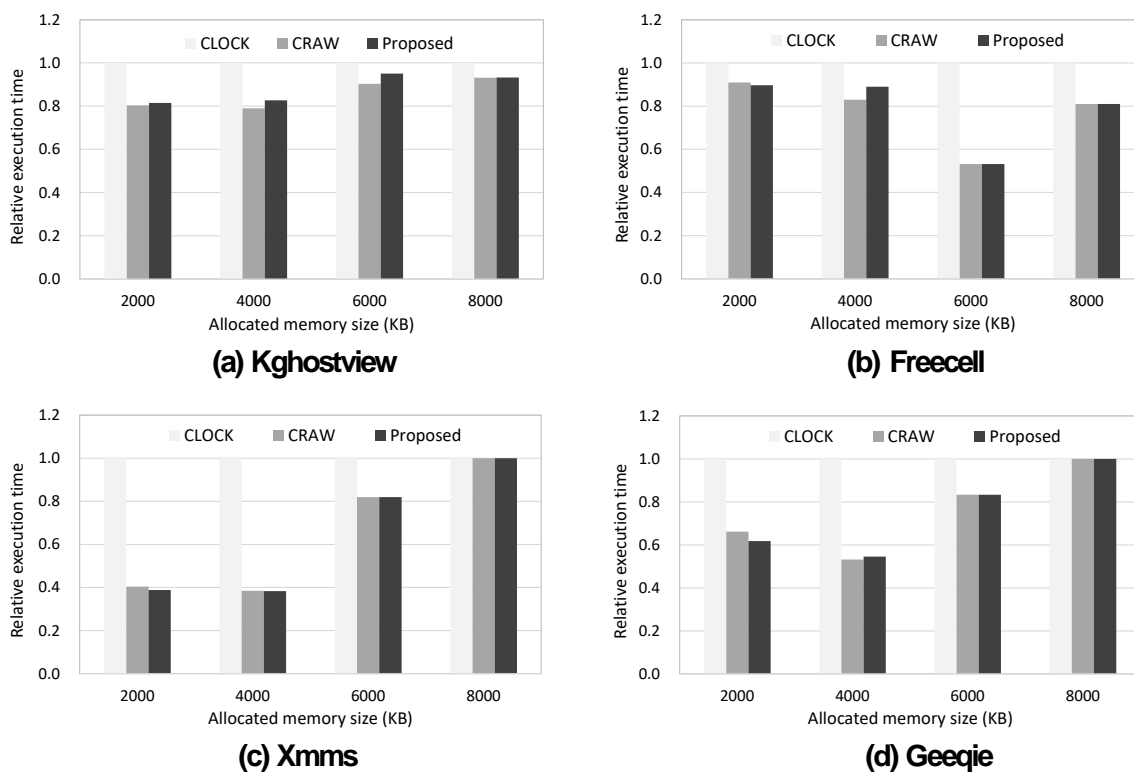 1.2
1.0
0.8
0.6
0.4
0.2
0.0
Relative execution time
CLOCK CRAW Proposed
2000 4000 6000 8000
Allocated memory size (KB)
(a) Kghostview
1.2
1.0
0.8
0.6
0.4
0.2
0.0
Relative execution time
CLOCK CRAW Proposed
2000 4000 6000 8000
Allocated memory size (KB)
(b) Freecell
1.2
1.0
0.8
0.6
0.4
0.2
0.0
Relative execution time
CLOCK CRAW Proposed
2000 4000 6000 8000
Allocated memory size (KB)
(c) Xmms
1.2
1.0
0.8
0.6
0.4
0.2
0.0
Relative execution time
CLOCK CRAW Proposed
2000 4000 6000 8000
Allocated memory size (KB)
(d) Geeqie